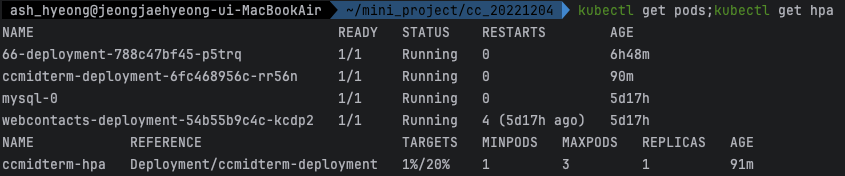 ash_hyeong@jeongjaehyeong-ui-MacBookAir ~/mini_project/cc_20221204 kubectl get pods;kubectl get hpa
NAME READY STATUS RESTARTS AGE
66-deployment-788c47bf45-p5trq 1/1 Running 0 6h48m
ccmidterm-deployment-6fc468956c-rr56n 1/1 Running 0 90m
mysql-0 1/1 Running 0 5d17h
webcontacts-deployment-54b55b9c4c-kcdp2 1/1 Running 4 (5d17h ago) 5d17h
NAME REFERENCE TARGETS MINPODS MAXPODS REPLICAS AGE
ccmidterm-hpa Deployment/ccmidterm-deployment 1%/20% 1 3 1 91m